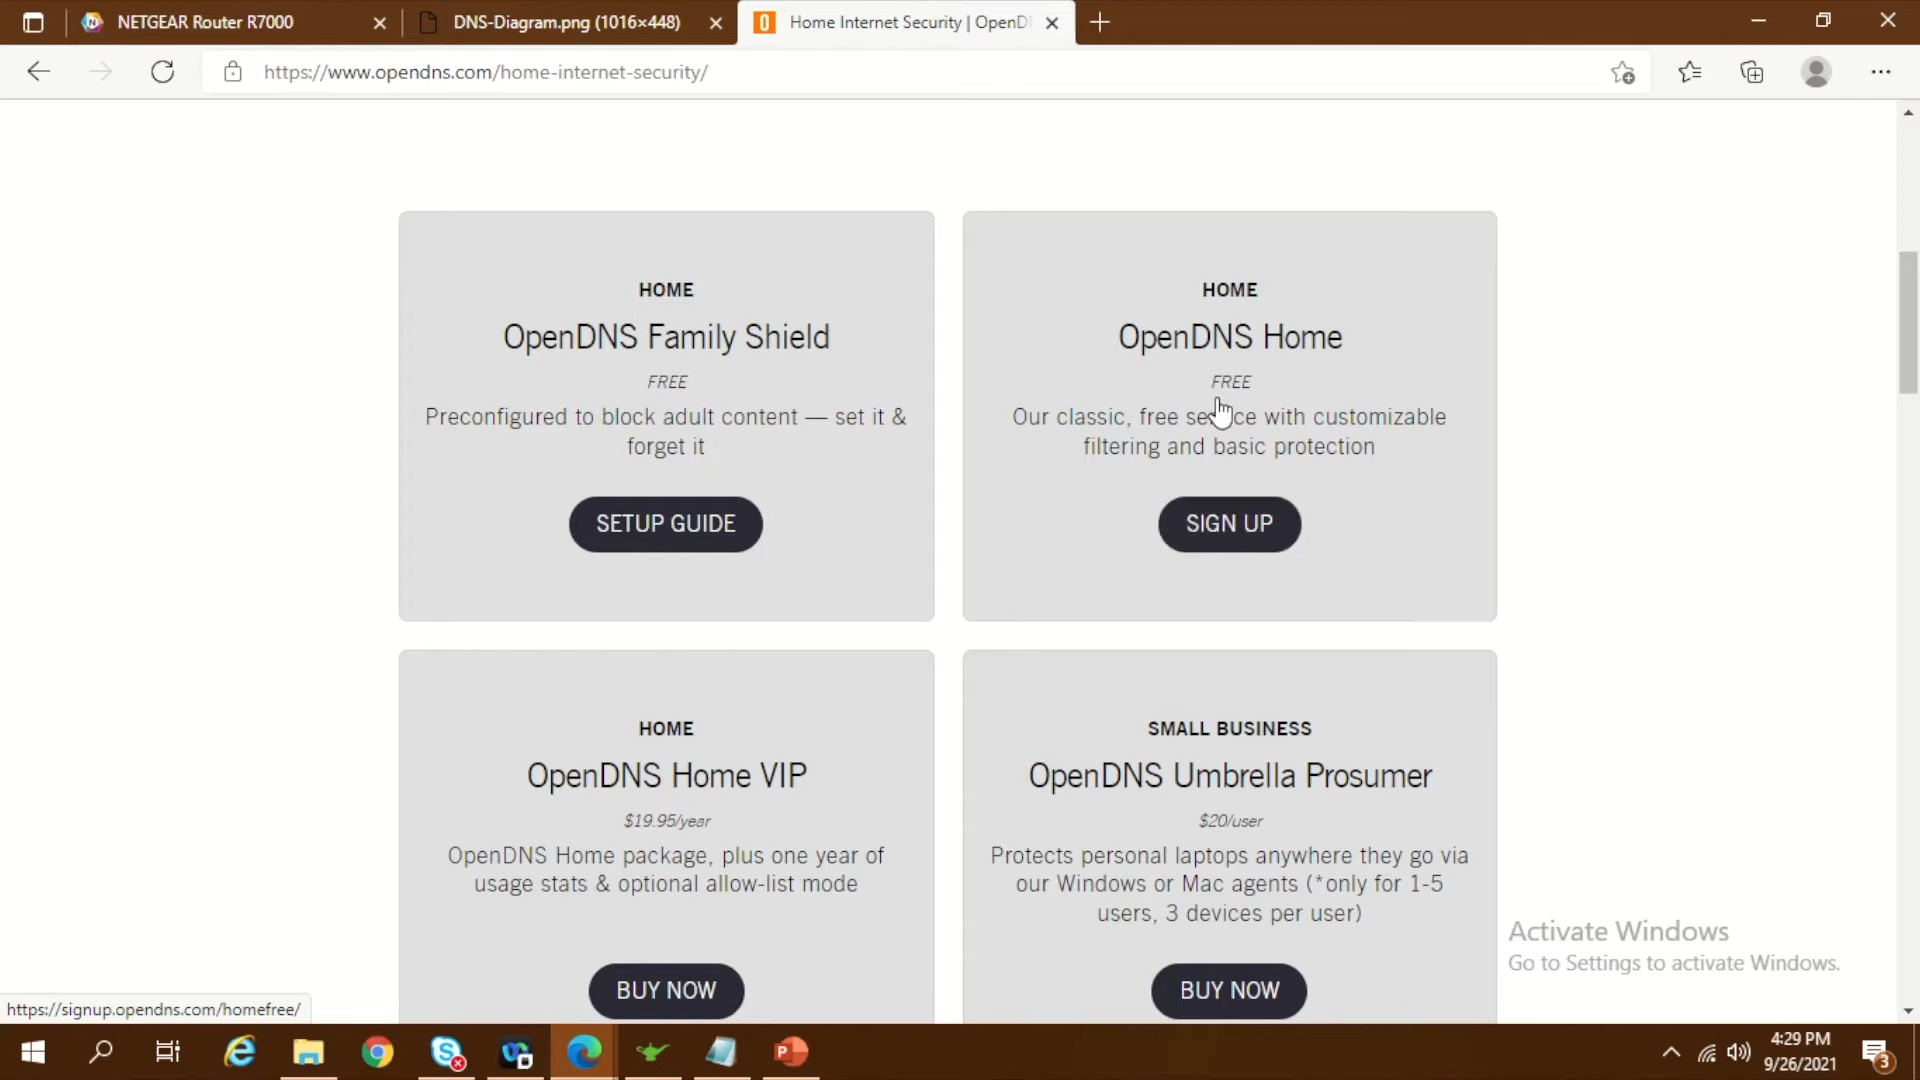 NETGEAR Router R7000
DNS-Diagram.png (1016×448)
Home Internet Security | OpenD
https://www.opendns.com/home-internet-security/
HOME
OpenDNS Family Shield
FREE
Preconfigured to block adult content — set it &
forget it
SETUP GUIDE
HOME
OpenDNS Home
FREE
Our classic, free service with customizable
filtering and basic protection
SIGN UP
HOME
OpenDNS Home VIP
$19.95/year
OpenDNS Home package, plus one year of
usage stats & optional allow-list mode
BUY NOW
SMALL BUSINESS
OpenDNS Umbrella Prosumer
$20/user
Protects personal laptops anywhere they go via
our Windows or Mac agents (*only for 1-5
users, 3 devices per user)
BUY NOW
Activate Windows
Go to Settings to activate Windows.
https://signup.opendns.com/homefree/
4:29 PM
9/26/2021
3